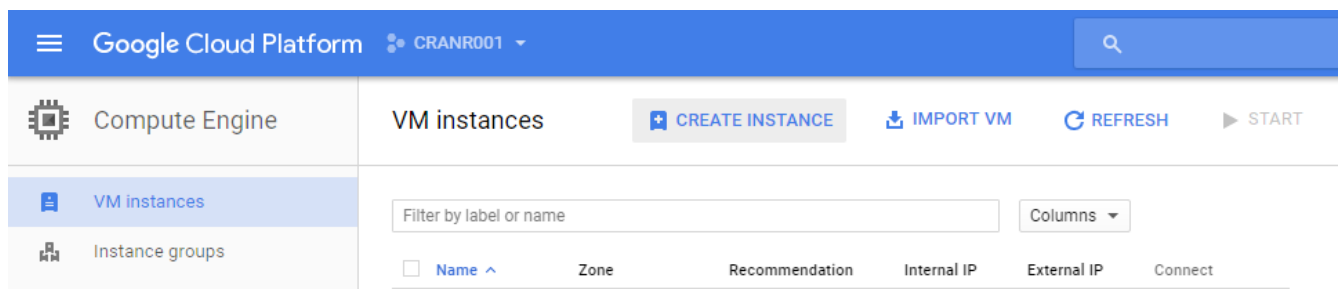 Google Cloud Platform CRANR001
Compute Engine VM instances CREATE INSTANCE IMPORT VM REFRESH START
VM instances
Filter by label or name Columns
Instance groups
Name Zone Recommendation Internal IP External IP Connect